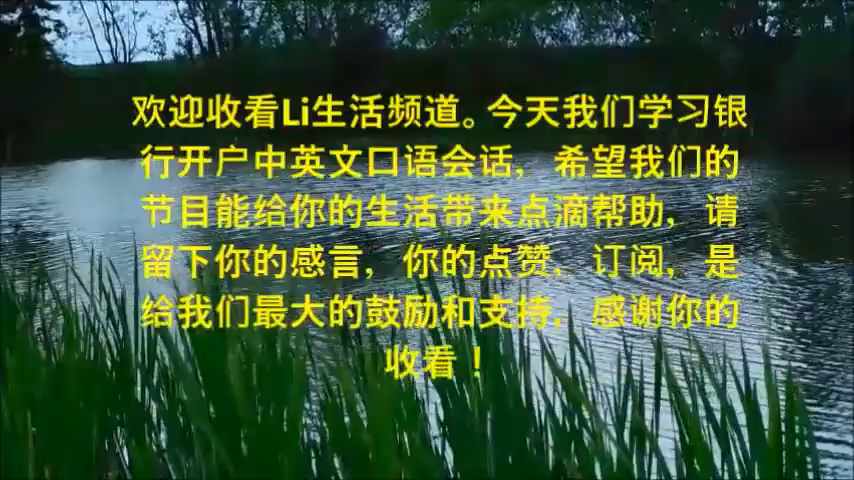 欢迎收看Li生活频道。今天我们学习银
行开户中英文口语会话，希望我们的
节目能给你的生活带来点滴帮助，请
留下你的感言，你的点赞，订阅，是
给我们最大的鼓励和支持，感谢你的
收看！